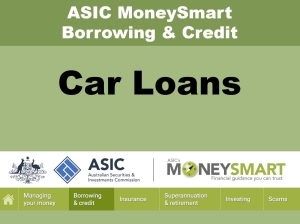 ASIC MoneySmart
Borrowing & Credit
Car Loans
ASIC
Australian Securities &
Investments Commission
ASIC's
MONEYSMART
Financial guidance you can trust
Managing your money
Borrowing & credit
Insurance
Superannuation & retirement
Investing
Scams